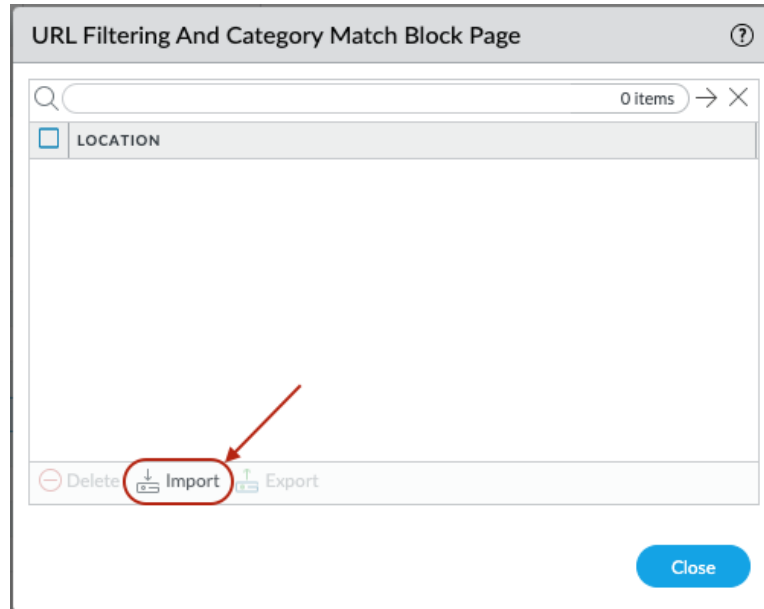 URL Filtering And Category Match Block Page
0 items
LOCATION
Delete Import Export
Close